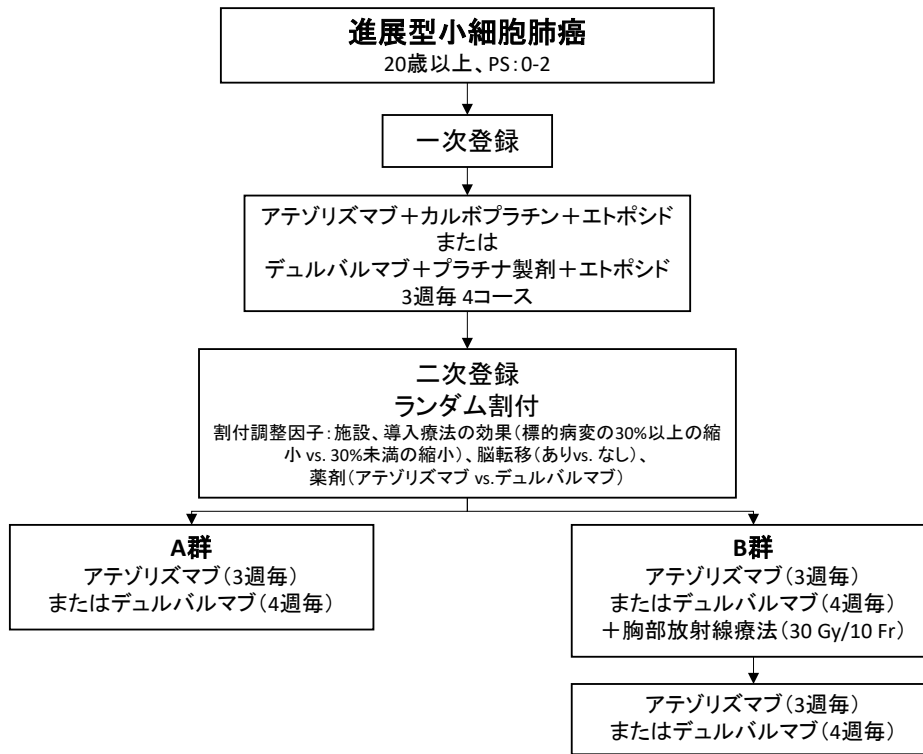 進展型小細胞肺癌
20歳以上、PS:0-2
一次登録
アテゾリズマブ＋カルボプラチン＋エトポシド
または
デュルバルマブ＋プラチナ製剤＋エトポシド
3週毎 4コース
二次登録
ランダム割付
割付調整因子:施設、導入療法の効果(標的病変の30%以上の縮
小 vs. 30%未満の縮小)、脳転移(ありvs. なし)、
薬剤(アテゾリズマブ vs.デュルバルマブ)
A群
アテゾリズマブ(3週毎)
またはデュルバルマブ(4週毎)
B群
アテゾリズマブ(3週毎)
またはデュルバルマブ(4週毎)
＋胸部放射線療法(30 Gy/10 Fr)
アテゾリズマブ(3週毎)
またはデュルバルマブ(4週毎)